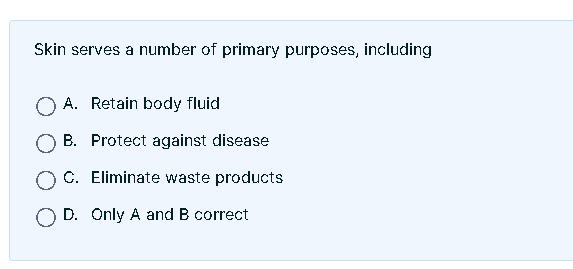 Skin serves a number of primary purposes, including
A. Retain body fluid
B. Protect against disease
C. Eliminate waste products
D. Only A and B correct